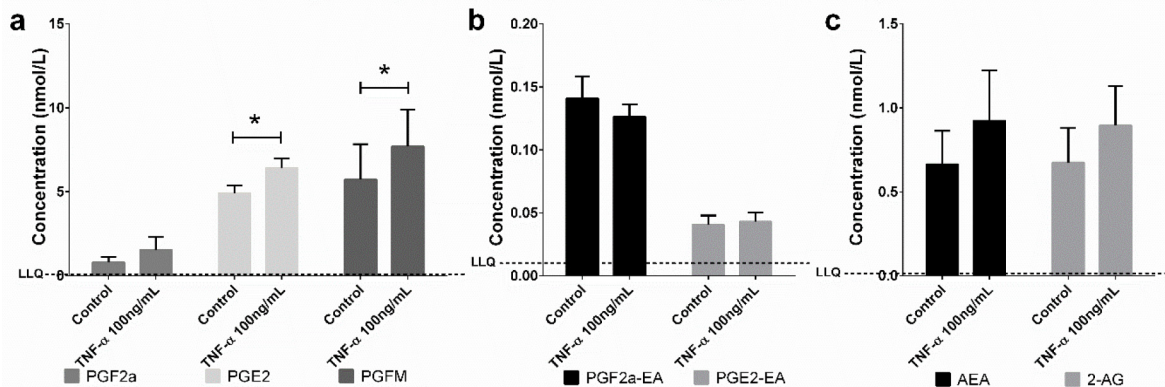 a
Concentration (nmol/L)
15
10
5
0
LLQ
*
*
Control
TNF-α 100ng/mL
Control
TNF-α 100ng/mL
Control
TNF-α 100ng/mL
PGF2a
PGE2
PGFM
b
Concentration (nmol/L)
0.20
0.15
0.10
0.05
0.00
LLQ
Control
TNF-α 100ng/mL
Control
TNF-α 100ng/mL
PGF2a-EA
PGE2-EA
c
Concentration (nmol/L)
1.5
1.0
0.5
0.0
LLQ
Control
TNF-α 100ng/mL
Control
TNF-α 100ng/mL
AEA
2-AG